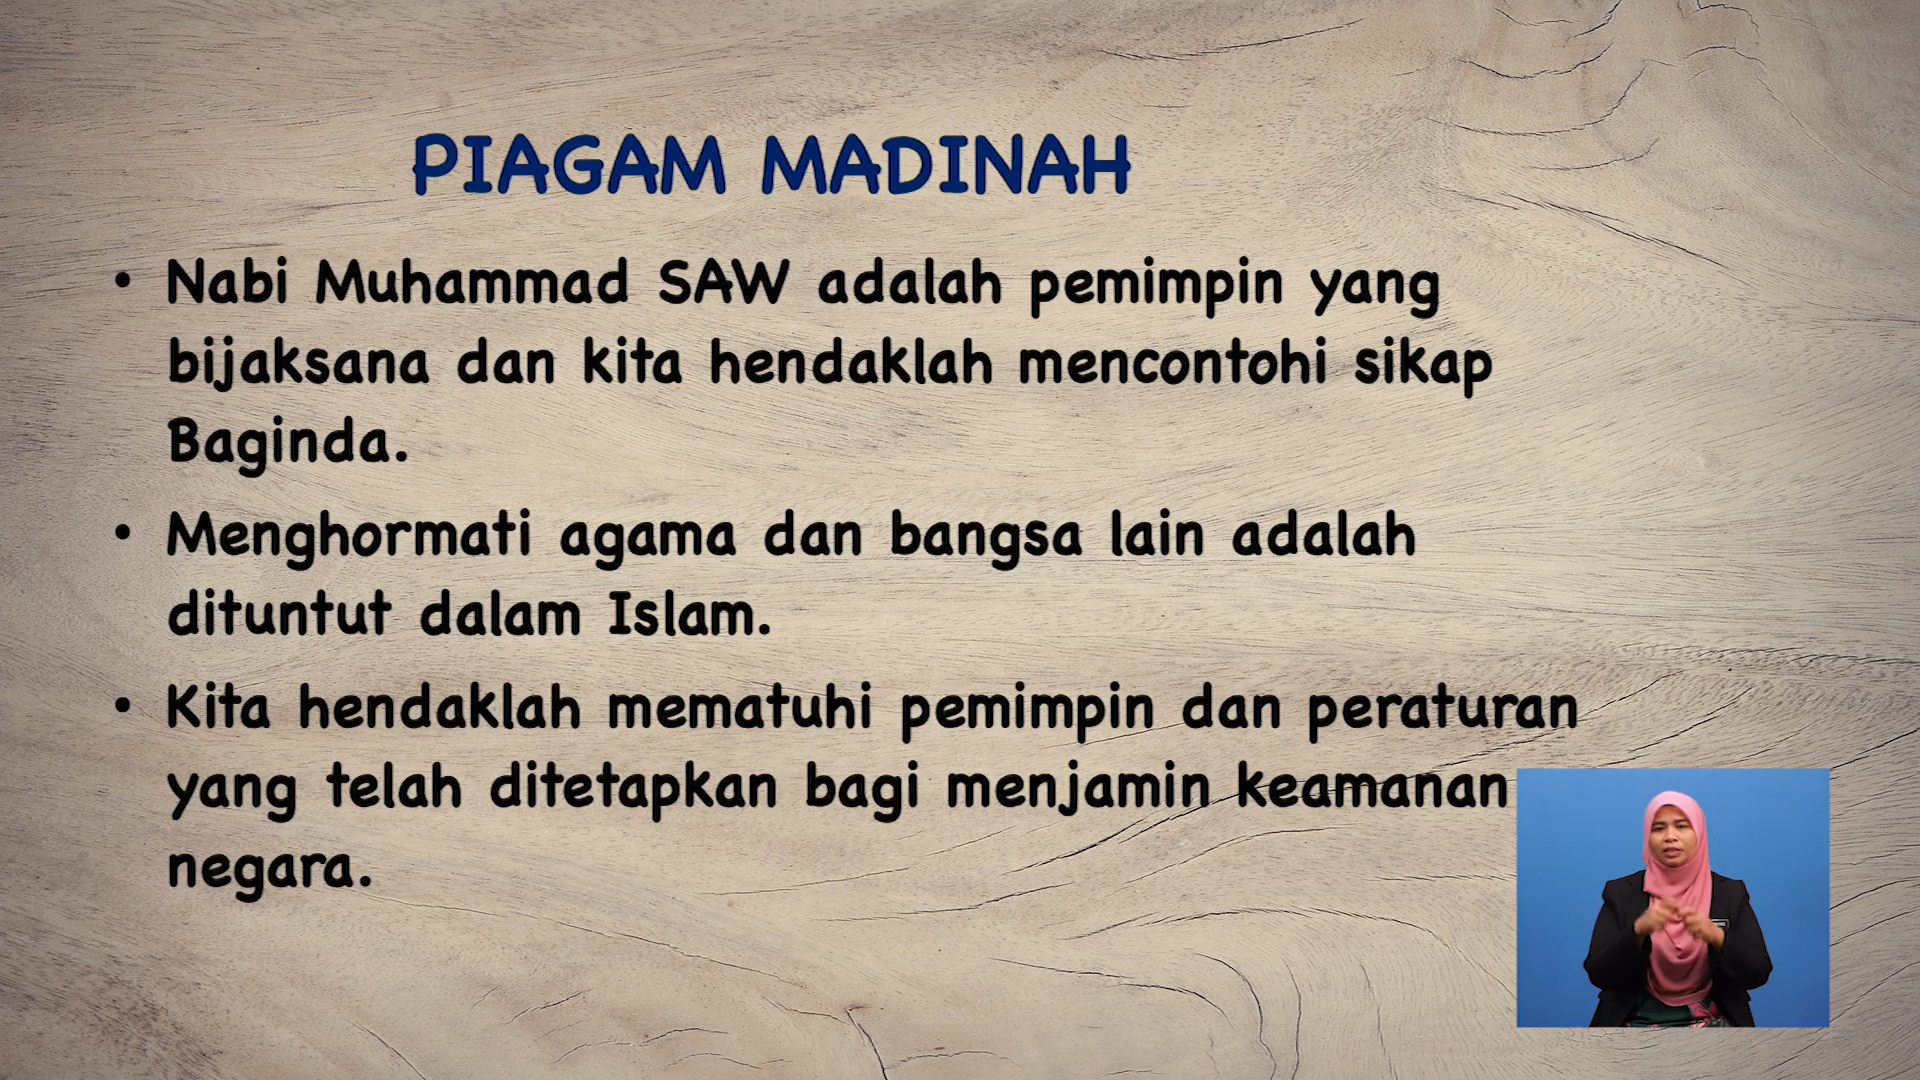 PIAGAM MADINAH
• Nabi Muhammad SAW adalah pemimpin yang
bijaksana dan kita hendaklah mencontohi sikap
Baginda.
• Menghormati agama dan bangsa lain adalah
dituntut dalam Islam.
• Kita hendaklah mematuhi pemimpin dan peraturan
yang telah ditetapkan bagi menjamin keamanan
negara.